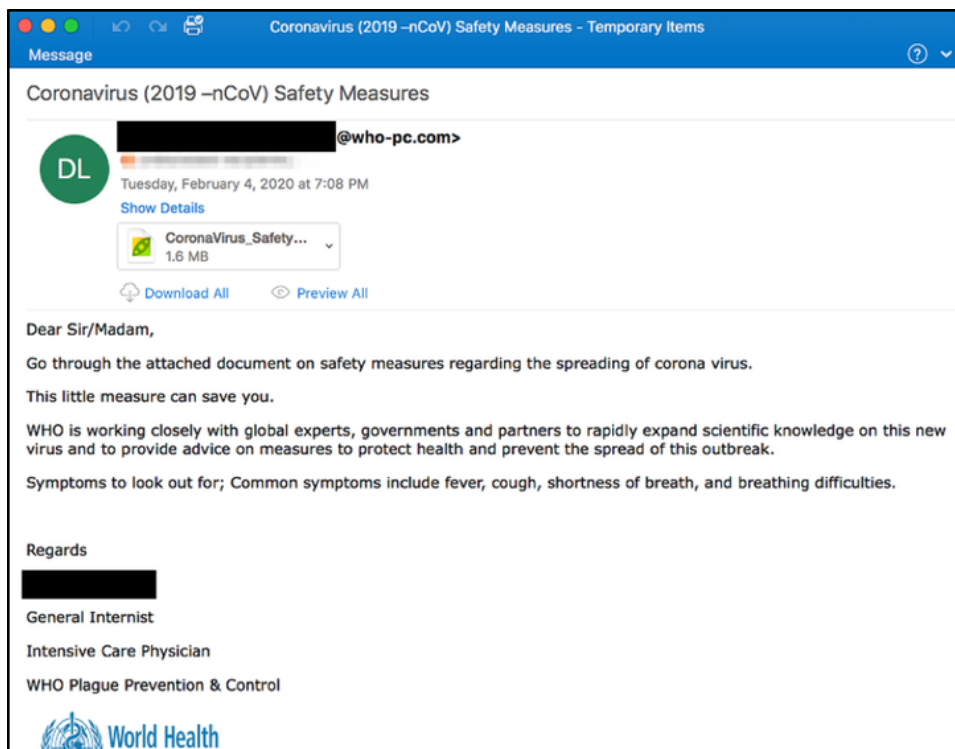 Coronavirus (2019 –nCoV) Safety Measures - Temporary Items
Message
Coronavirus (2019 –nCoV) Safety Measures
@who-pc.com>
DL
Tuesday, February 4, 2020 at 7:08 PM
Show Details
CoronaVirus_Safety...
1.6 MB
Download All Preview All
Dear Sir/Madam,
Go through the attached document on safety measures regarding the spreading of corona virus.
This little measure can save you.
WHO is working closely with global experts, governments and partners to rapidly expand scientific knowledge on this new
virus and to provide advice on measures to protect health and prevent the spread of this outbreak.
Symptoms to look out for; Common symptoms include fever, cough, shortness of breath, and breathing difficulties.
Regards
General Internist
Intensive Care Physician
WHO Plague Prevention & Control
World Health